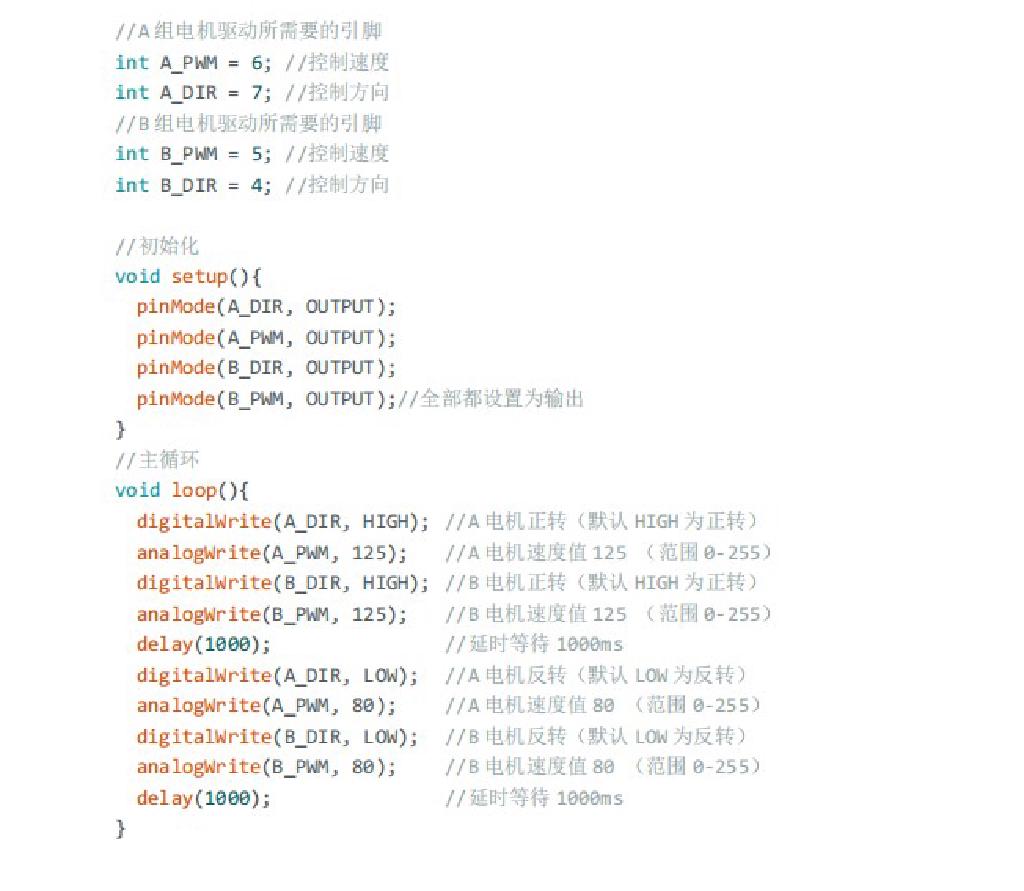 //A 组电机驱动所需要的引脚
int A_PWM = 6; //控制速度
int A_DIR = 7; //控制方向
//B 组电机驱动所需要的引脚
int B_PWM = 5; //控制速度
int B_DIR = 4; //控制方向
//初始化
void setup(){
pinMode(A_DIR, OUTPUT);
pinMode(A_PWM, OUTPUT);
pinMode(B_DIR, OUTPUT);
pinMode(B_PWM, OUTPUT);//全部都设置为输出
}
//主循环
void loop(){
digitalWrite(A_DIR, HIGH); //A 电机正转（默认 HIGH 为正转）
analogWrite(A_PWM, 125); //A 电机速度值 125 （范围 0-255）
digitalWrite(B_DIR, HIGH); //B 电机正转（默认 HIGH 为正转）
analogWrite(B_PWM, 125); //B 电机速度值 125 （范围 0-255）
delay(1000); //延时等待 1000ms
digitalWrite(A_DIR, LOW); //A 电机反转（默认 LOW 为反转）
analogWrite(A_PWM, 80); //A 电机速度值 80 （范围 0-255）
digitalWrite(B_DIR, LOW); //B 电机反转（默认 LOW 为反转）
analogWrite(B_PWM, 80); //B 电机速度值 80 （范围 0-255）
delay(1000); //延时等待 1000ms
}